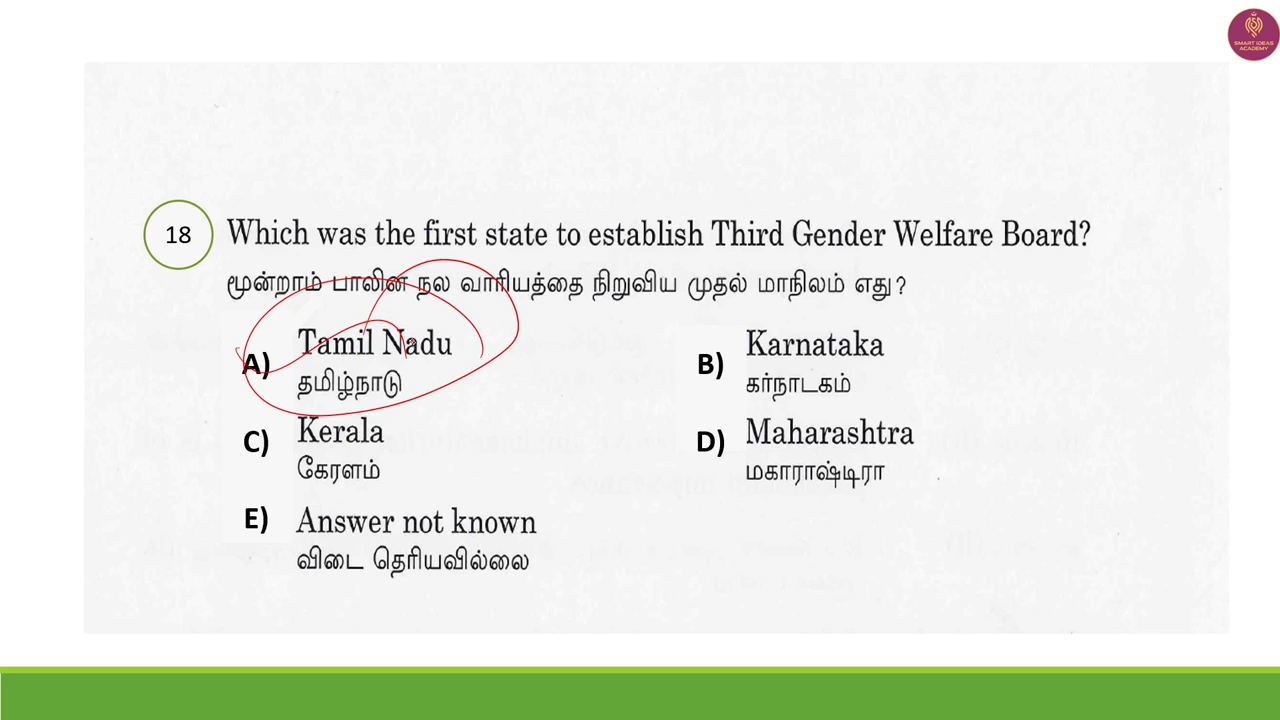 SMART IDEAS
ACADEMY
18 Which was the first state to establish Third Gender Welfare Board?
மூன்றாம் பாலின நல வாரியத்தை நிறுவிய முதல் மாநிலம் எது?
A) Tamil Nadu
தமிழ்நாடு
B) Karnataka
கர்நாடகம்
C) Kerala
கேரளம்
D) Maharashtra
மகாராஷ்டிரா
E) Answer not known
விடை தெரியவில்லை